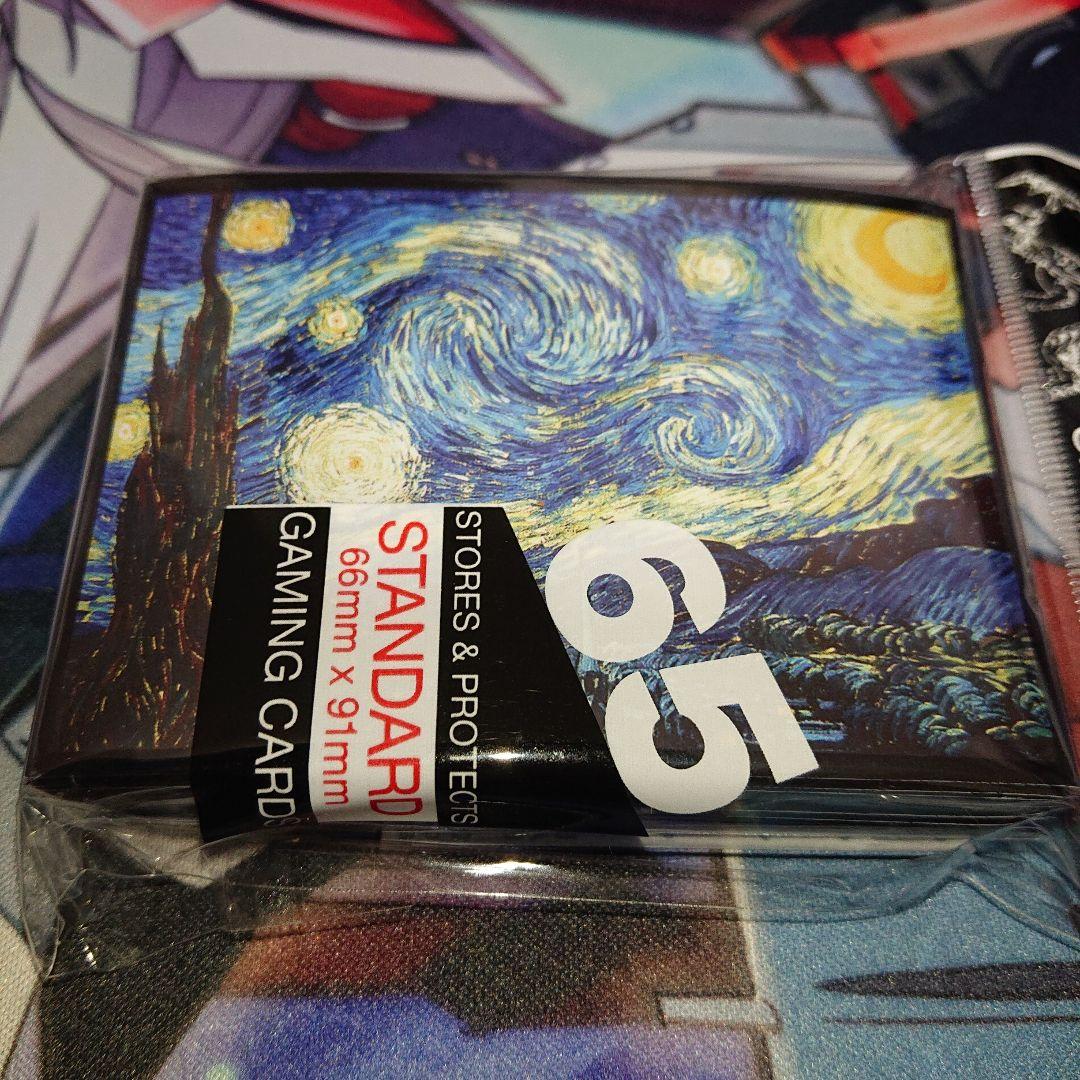 65
STORES & PROTECTS
STANDARD
66mm x 91mm
GAMING CARDS